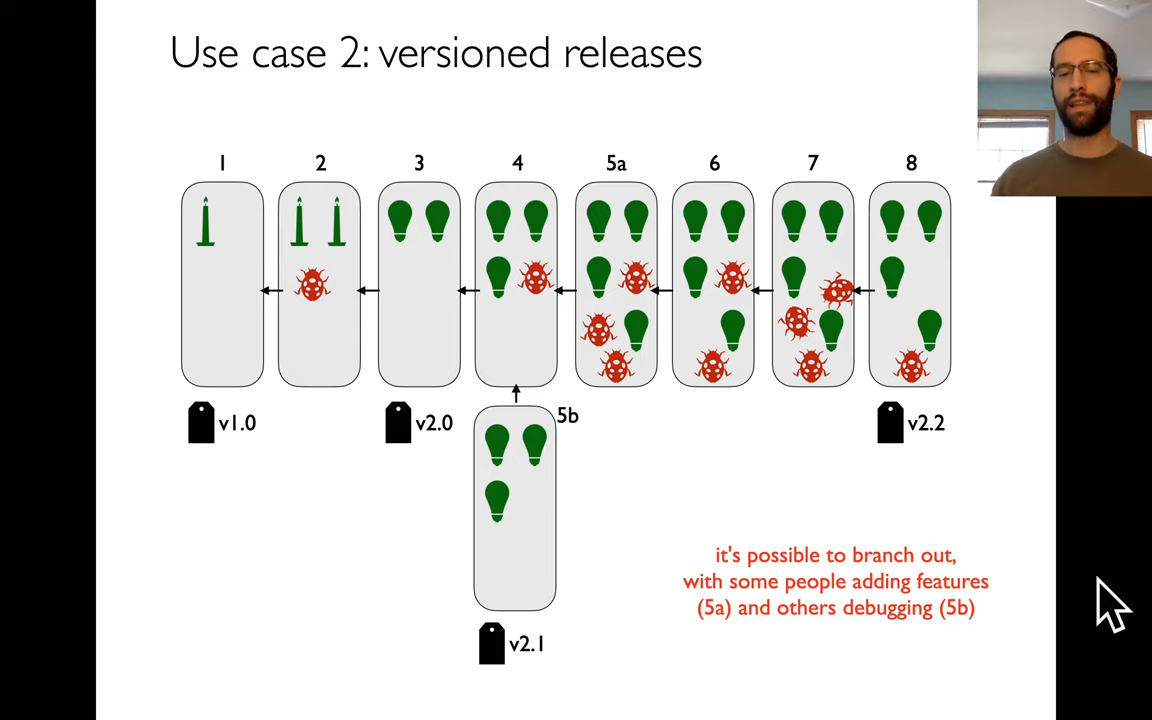 Use case 2: versioned releases
1 2 3 4 5a 6 7 8
v1.0 v2.0 v2.2
5b
v2.1
it's possible to branch out,
with some people adding features
(5a) and others debugging (5b)